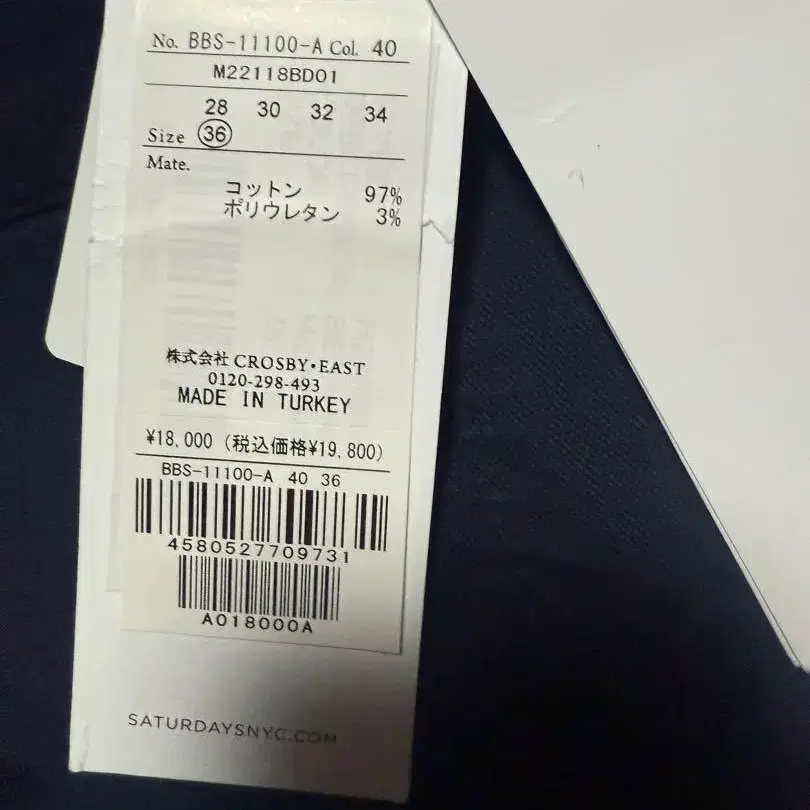 No. BBS-11100-A Col. 40
M22118BD01
28 30 32 34
Size 36
Mate.
コットン 97%
ポリウレタン 3%
株式会社 CROSBY・EAST
0120-298-493
MADE IN TURKEY
¥18,000 (税込価格¥19,800)
BBS-11100-A 40 36
4580527709731
A018000A
SATURDAYSNYC.COM